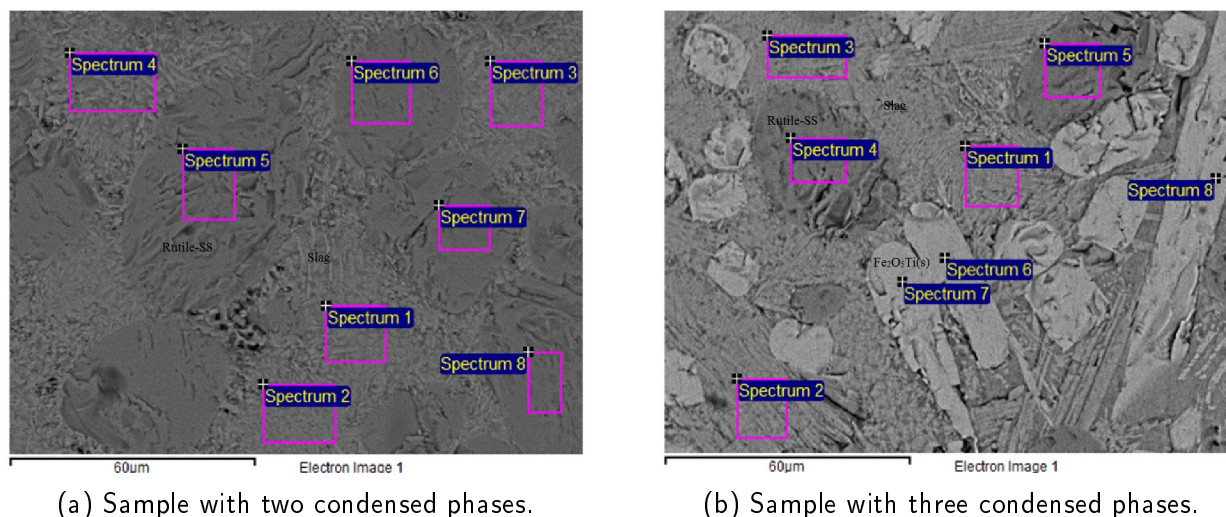 Spectrum 4
Spectrum 6
Spectrum 3
Spectrum 5
Spectrum 7
Rutile-SS
Slag
Spectrum 1
Spectrum 8
Spectrum 2
60µm
Electron Image 1
(a) Sample with two condensed phases.
Spectrum 3
Spectrum 5
Slag
Rutile-SS
Spectrum 4
Spectrum 1
Spectrum 8
Fe₂O₅Ti(s)
Spectrum 6
Spectrum 7
Spectrum 2
60µm
Electron Image 1
(b) Sample with three condensed phases.